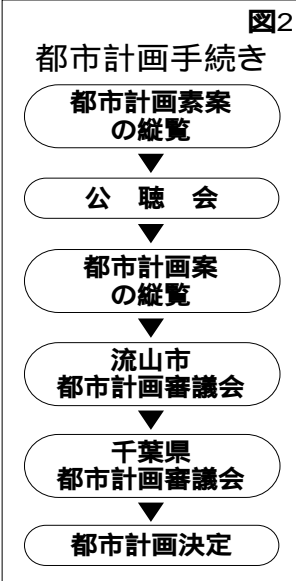 図2
都市計画手続き
都市計画素案
の縦覧
▼
公 聴 会
▼
都市計画案
の縦覧
▼
流山市
都市計画審議会
▼
千葉県
都市計画審議会
▼
都市計画決定